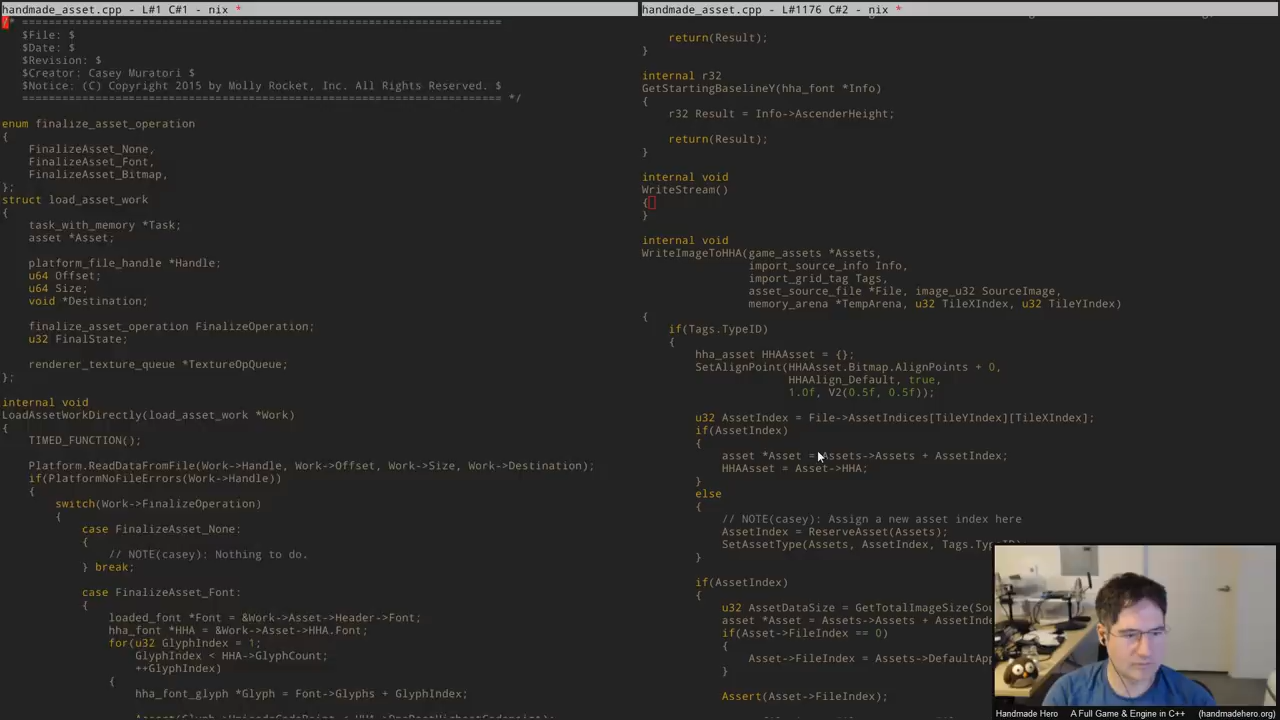 handmade_asset.cpp - L#1 C#1 - nix *
/* ========================================================================
   $File: $
   $Date: $
   $Revision: $
   $Creator: Casey Muratori $
   $Notice: (C) Copyright 2015 by Molly Rocket, Inc. All Rights Reserved. $
   ======================================================================== */
enum finalize_asset_operation
{
    FinalizeAsset_None,
    FinalizeAsset_Font,
    FinalizeAsset_Bitmap,
};
struct load_asset_work
{
    task_with_memory *Task;
    asset *Asset;
    platform_file_handle *Handle;
    u64 Offset;
    u64 Size;
    void *Destination;
    finalize_asset_operation FinalizeOperation;
    u32 FinalState;
    renderer_texture_queue *TextureOpQueue;
};
internal void
LoadAssetWorkDirectly(load_asset_work *Work)
{
    TIMED_FUNCTION();
    Platform.ReadDataFromFile(Work->Handle, Work->Offset, Work->Size, Work->Destination);
    if(PlatformNoFileErrors(Work->Handle))
    {
        switch(Work->FinalizeOperation)
        {
            case FinalizeAsset_None:
            {
                // NOTE(casey): Nothing to do.
            } break;
            case FinalizeAsset_Font:
            {
                loaded_font *Font = &Work->Asset->Header->Font;
                hha_font *HHA = &Work->Asset->HHA.Font;
                for(u32 GlyphIndex = 1;
                    GlyphIndex < HHA->GlyphCount;
                    ++GlyphIndex)
                {
                    hha_font_glyph *Glyph = Font->Glyphs + GlyphIndex;
handmade_asset.cpp - L#1176 C#2 - nix *
    return(Result);
}
internal r32
GetStartingBaselineY(hha_font *Info)
{
    r32 Result = Info->AscenderHeight;
    return(Result);
}
internal void
WriteStream()
{
}
internal void
WriteImageToHHA(game_assets *Assets,
                import_source_info Info,
                import_grid_tag Tags,
                asset_source_file *File, image_u32 SourceImage,
                memory_arena *TempArena, u32 TileXIndex, u32 TileYIndex)
{
    if(Tags.TypeID)
    {
        hha_asset HHAAsset = {};
        SetAlignPoint(HHAAsset.Bitmap.AlignPoints + 0,
                      HHAAlign_Default, true,
                      1.0f, V2(0.5f, 0.5f));
        u32 AssetIndex = File->AssetIndices[TileYIndex][TileXIndex];
        if(AssetIndex)
        {
            asset *Asset = Assets->Assets + AssetIndex;
            HHAAsset = Asset->HHA;
        }
        else
        {
            // NOTE(casey): Assign a new asset index here
            AssetIndex = ReserveAsset(Assets);
            SetAssetType(Assets, AssetIndex, Tags.TypeID
        }
        if(AssetIndex)
        {
            u32 AssetDataSize = GetTotalImageSize(Sou
            asset *Asset = Assets->Assets + AssetInde
            if(Asset->FileIndex == 0)
            {
                Asset->FileIndex = Assets->DefaultApp
            }
            Assert(Asset->FileIndex);
Handmade Hero    A Full Game & Engine in C++    (handmadehero.org)